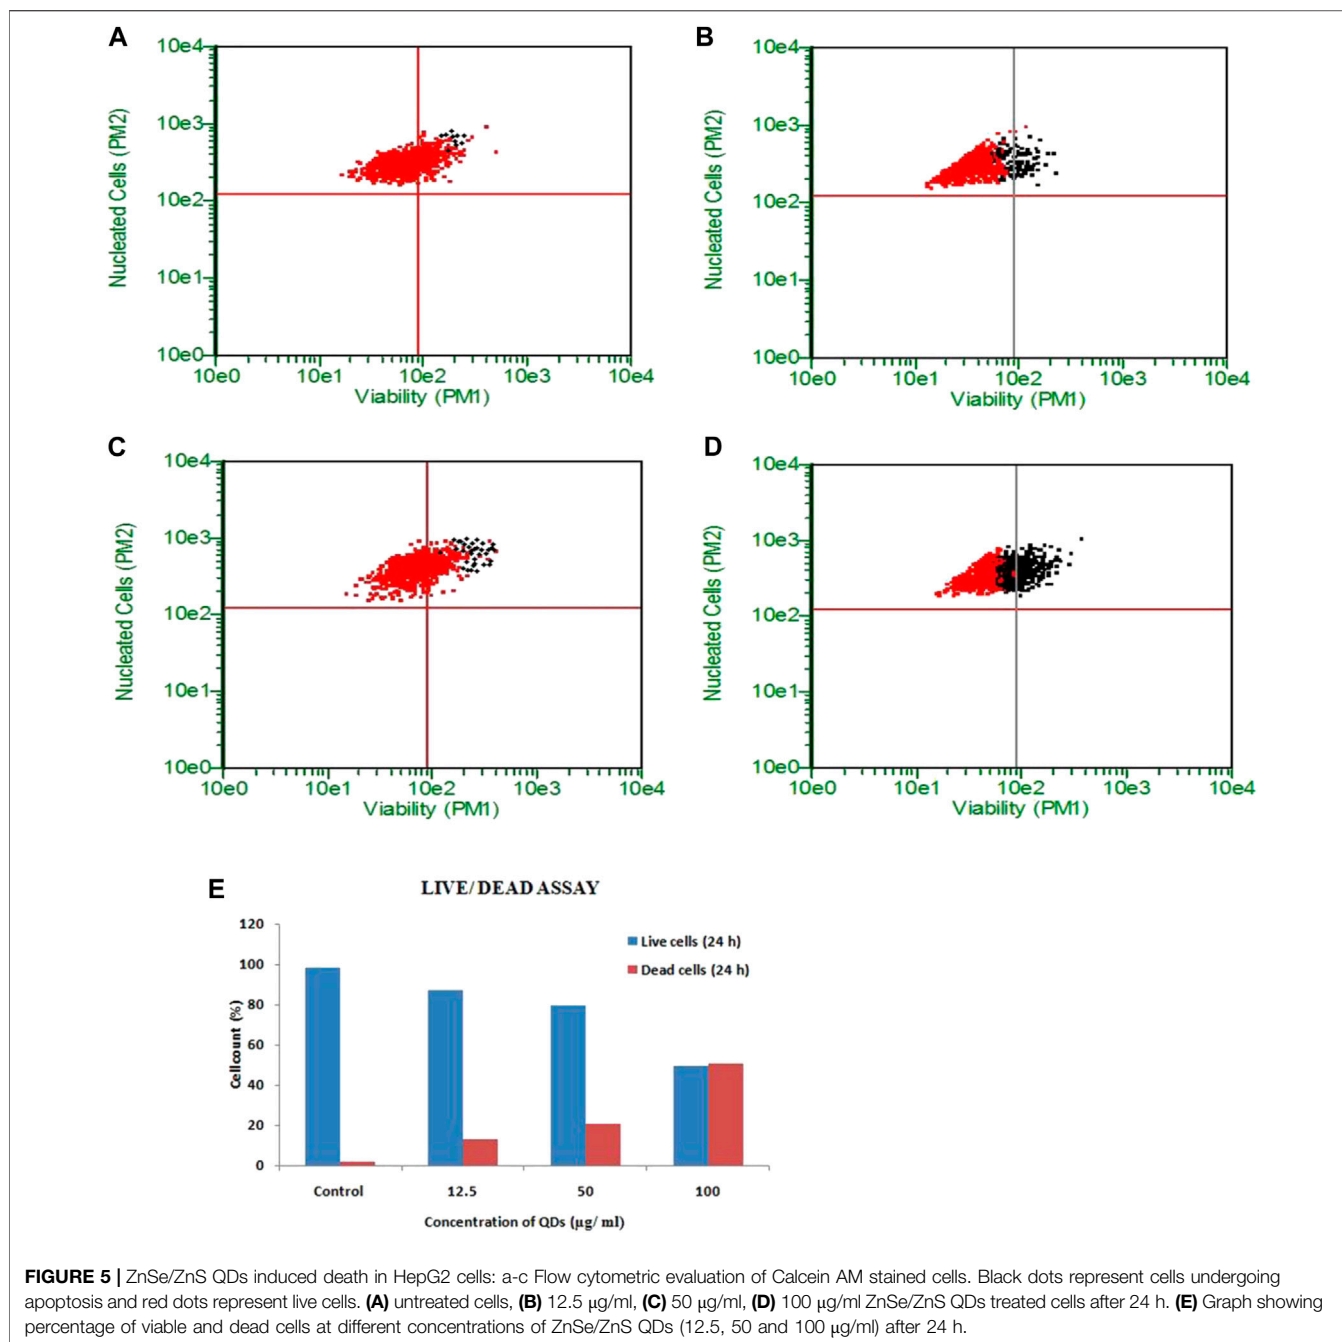 A
10e4
10e3
10e2
10e1
10e0
Nucleated Cells (PM2)
10e0 10e1 10e2 10e3 10e4
Viability (PM1)
B
10e4
10e3
10e2
10e1
10e0
Nucleated Cells (PM2)
10e0 10e1 10e2 10e3 10e4
Viability (PM1)
C
10e4
10e3
10e2
10e1
10e0
Nucleated Cells (PM2)
10e0 10e1 10e2 10e3 10e4
Viability (PM1)
D
10e4
10e3
10e2
10e1
10e0
Nucleated Cells (PM2)
10e0 10e1 10e2 10e3 10e4
Viability (PM1)
E
LIVE/DEAD ASSAY
120
100
80
60
40
20
0
Cell count (%)
Live cells (24 h)
Dead cells (24 h)
Control 12.5 50 100
Concentration of QDs (µg/ ml)
FIGURE 5 | ZnSe/ZnS QDs induced death in HepG2 cells: a-c Flow cytometric evaluation of Calcein AM stained cells. Black dots represent cells undergoing
apoptosis and red dots represent live cells. (A) untreated cells, (B) 12.5 μg/ml, (C) 50 μg/ml, (D) 100 μg/ml ZnSe/ZnS QDs treated cells after 24 h. (E) Graph showing
percentage of viable and dead cells at different concentrations of ZnSe/ZnS QDs (12.5, 50 and 100 μg/ml) after 24 h.